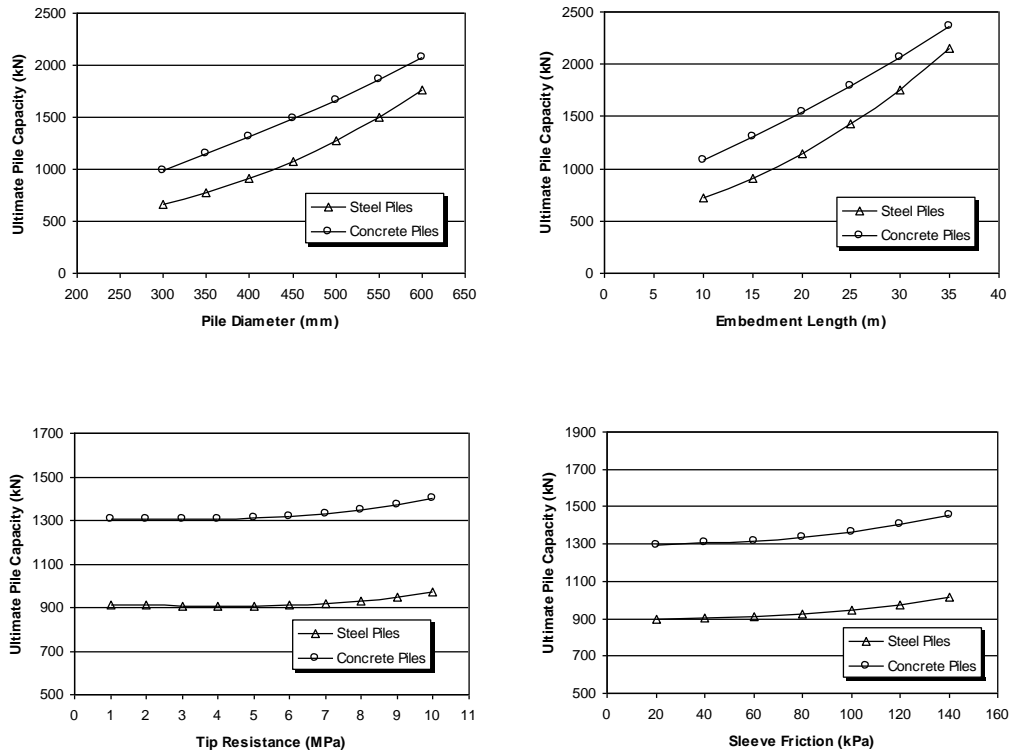 Ultimate Pile Capacity (kN)
2500
2000
1500
1000
500
0
200 250 300 350 400 450 500 550 600 650
Pile Diameter (mm)
Steel Piles
Concrete Piles
Ultimate Pile Capacity (kN)
2500
2000
1500
1000
500
0
0 5 10 15 20 25 30 35 40
Embedment Length (m)
Steel Piles
Concrete Piles
Ultimate Pile Capacity (kN)
1700
1500
1300
1100
900
700
500
0 1 2 3 4 5 6 7 8 9 10 11
Tip Resistance (MPa)
Steel Piles
Concrete Piles
Ultimate Pile Capacity (kN)
1900
1700
1500
1300
1100
900
700
500
0 20 40 60 80 100 120 140 160
Sleeve Friction (kPa)
Steel Piles
Concrete Piles